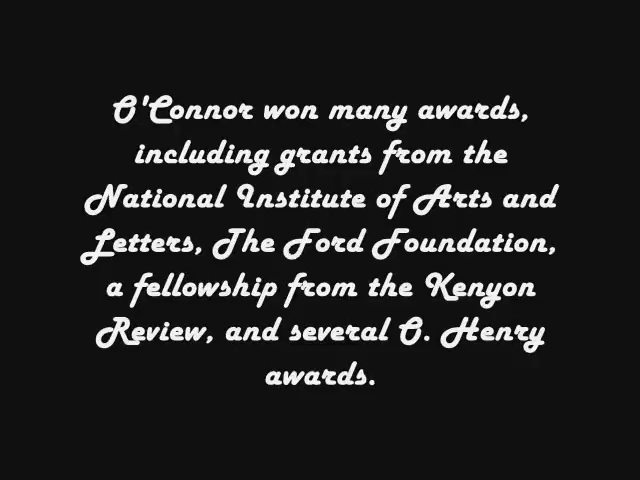 O'Connor won many awards,
including grants from the
National Institute of Arts and
Letters, The Ford Foundation,
a fellowship from the Kenyon
Review, and several O. Henry
awards.